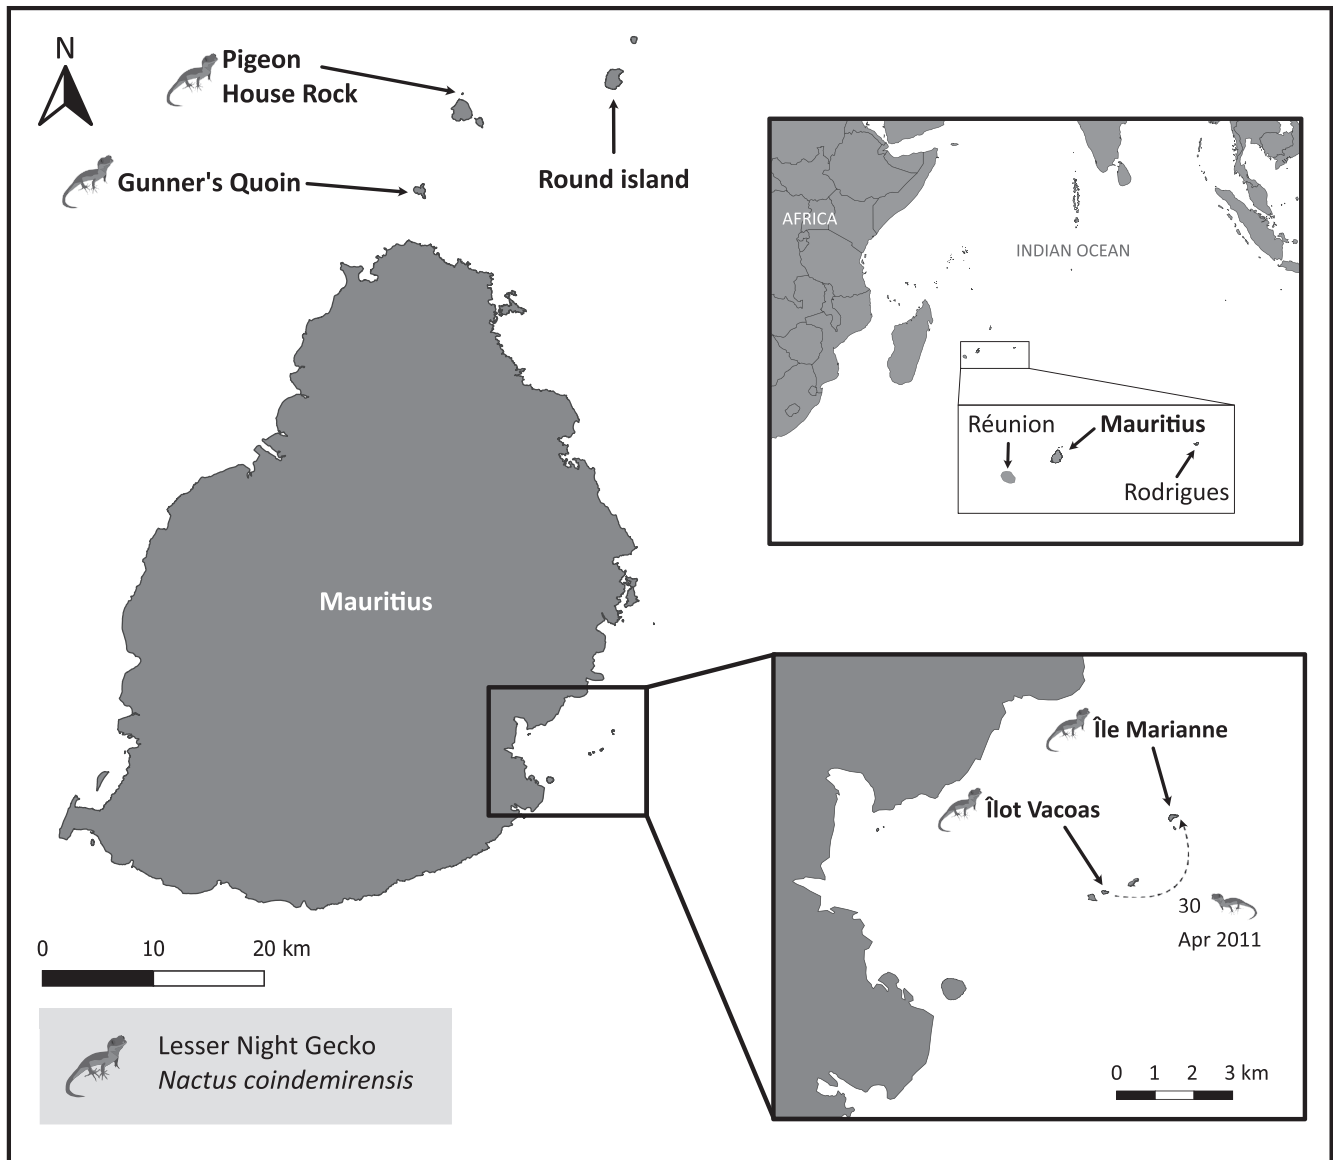 N
Pigeon
House Rock
Gunner's Quoin
Round island
AFRICA
INDIAN OCEAN
Réunion
Mauritius
Rodrigues
Mauritius
Île Marianne
Îlot Vacoas
30
Apr 2011
0 1 2 3 km
0 10 20 km
Lesser Night Gecko
Nactus coindemirensis